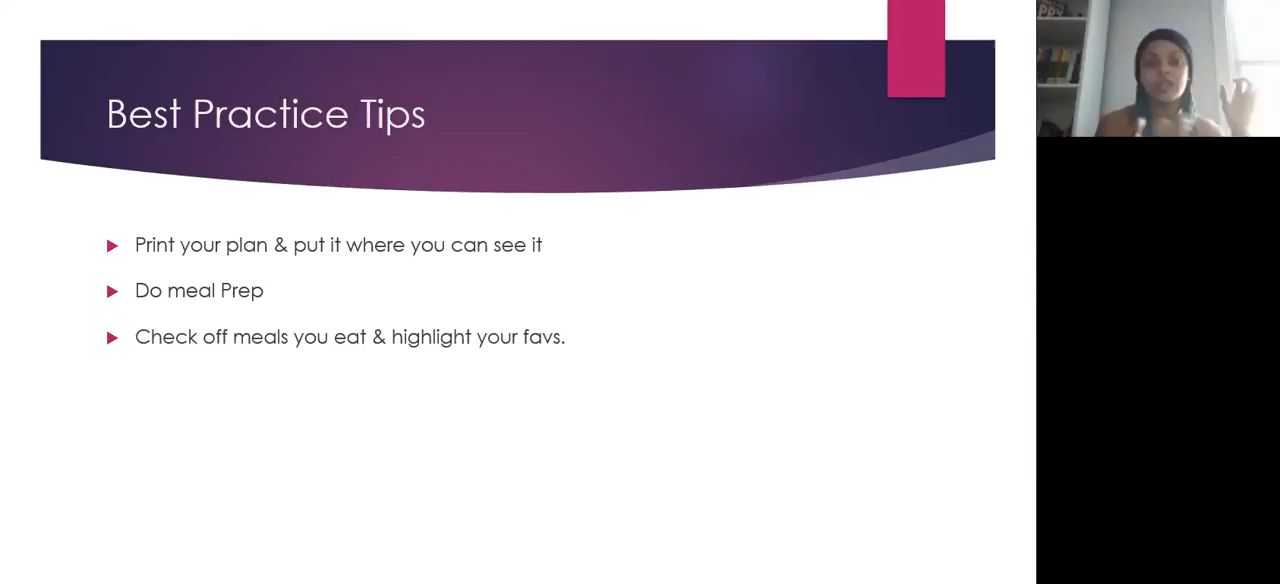 Best Practice Tips
Print your plan & put it where you can see it
Do meal Prep
Check off meals you eat & highlight your favs.